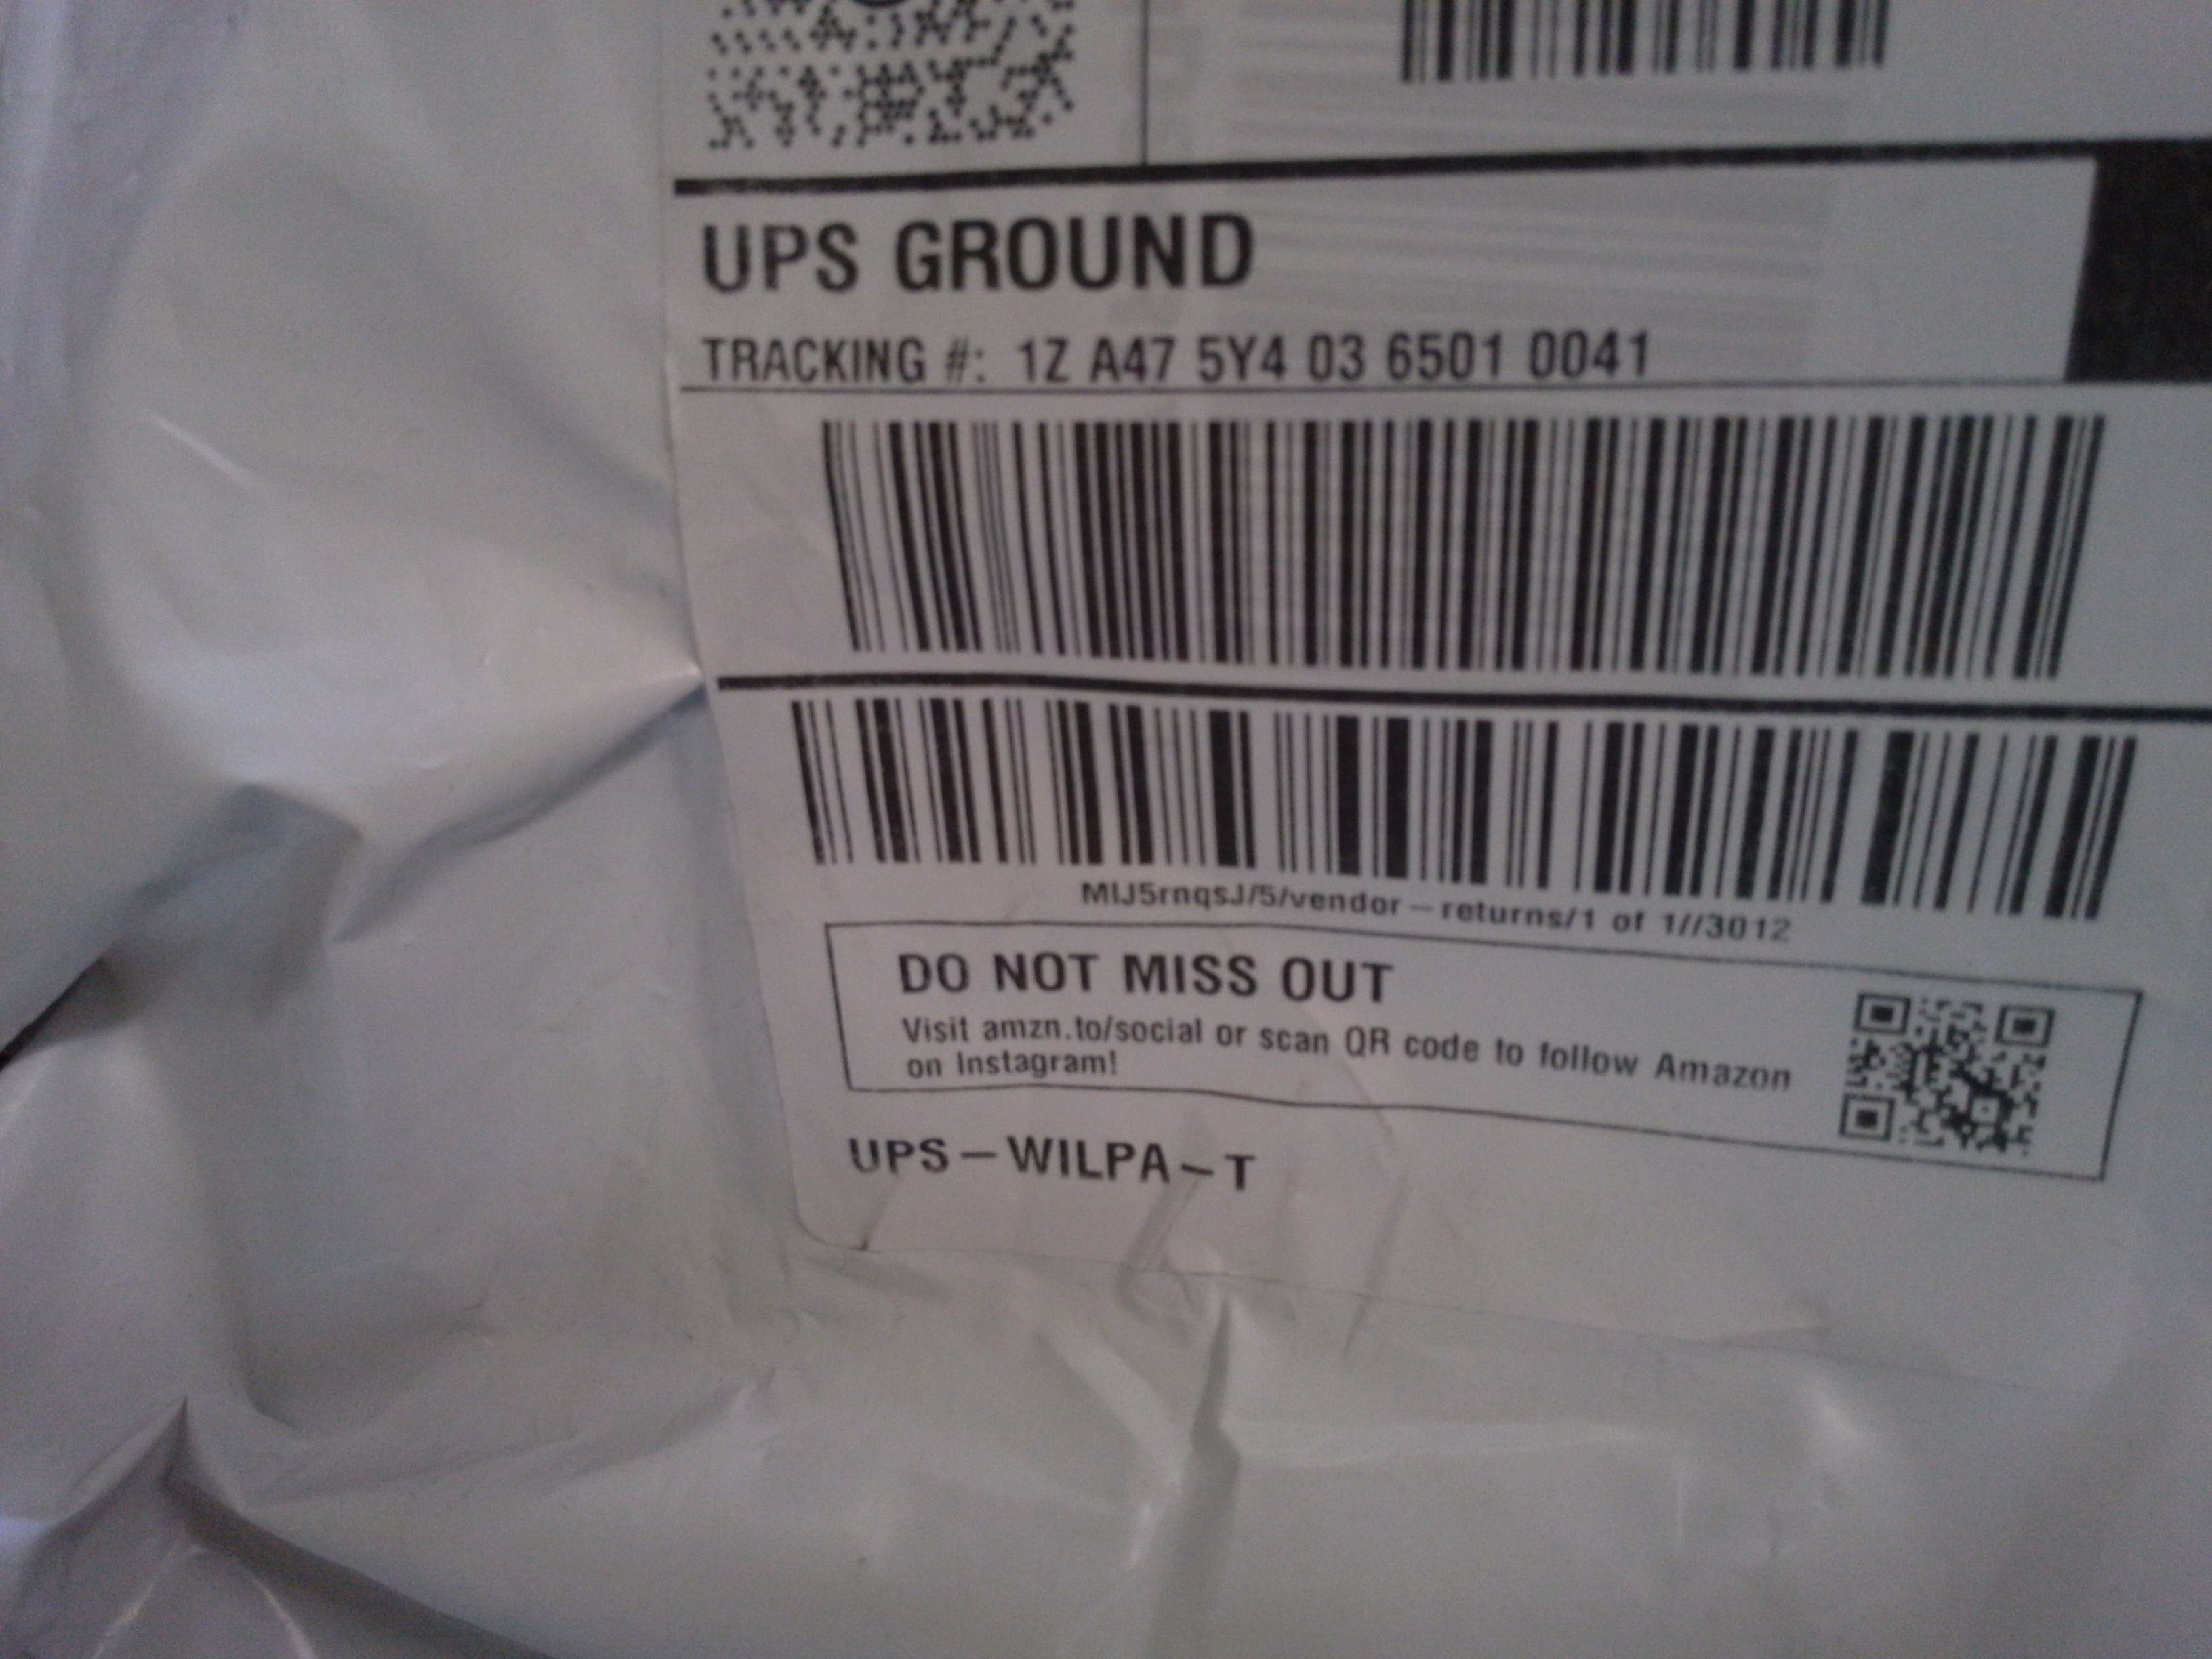 UPS GROUND
TRACKING #: 1Z A47 5Y4 03 6501 0041
MIJ5rnqsJ/5/vendor-returns/1 of 1//3012
DO NOT MISS OUT
Visit amzn.to/social or scan QR code to follow Amazon
on Instagram!
UPS-WILPA-T